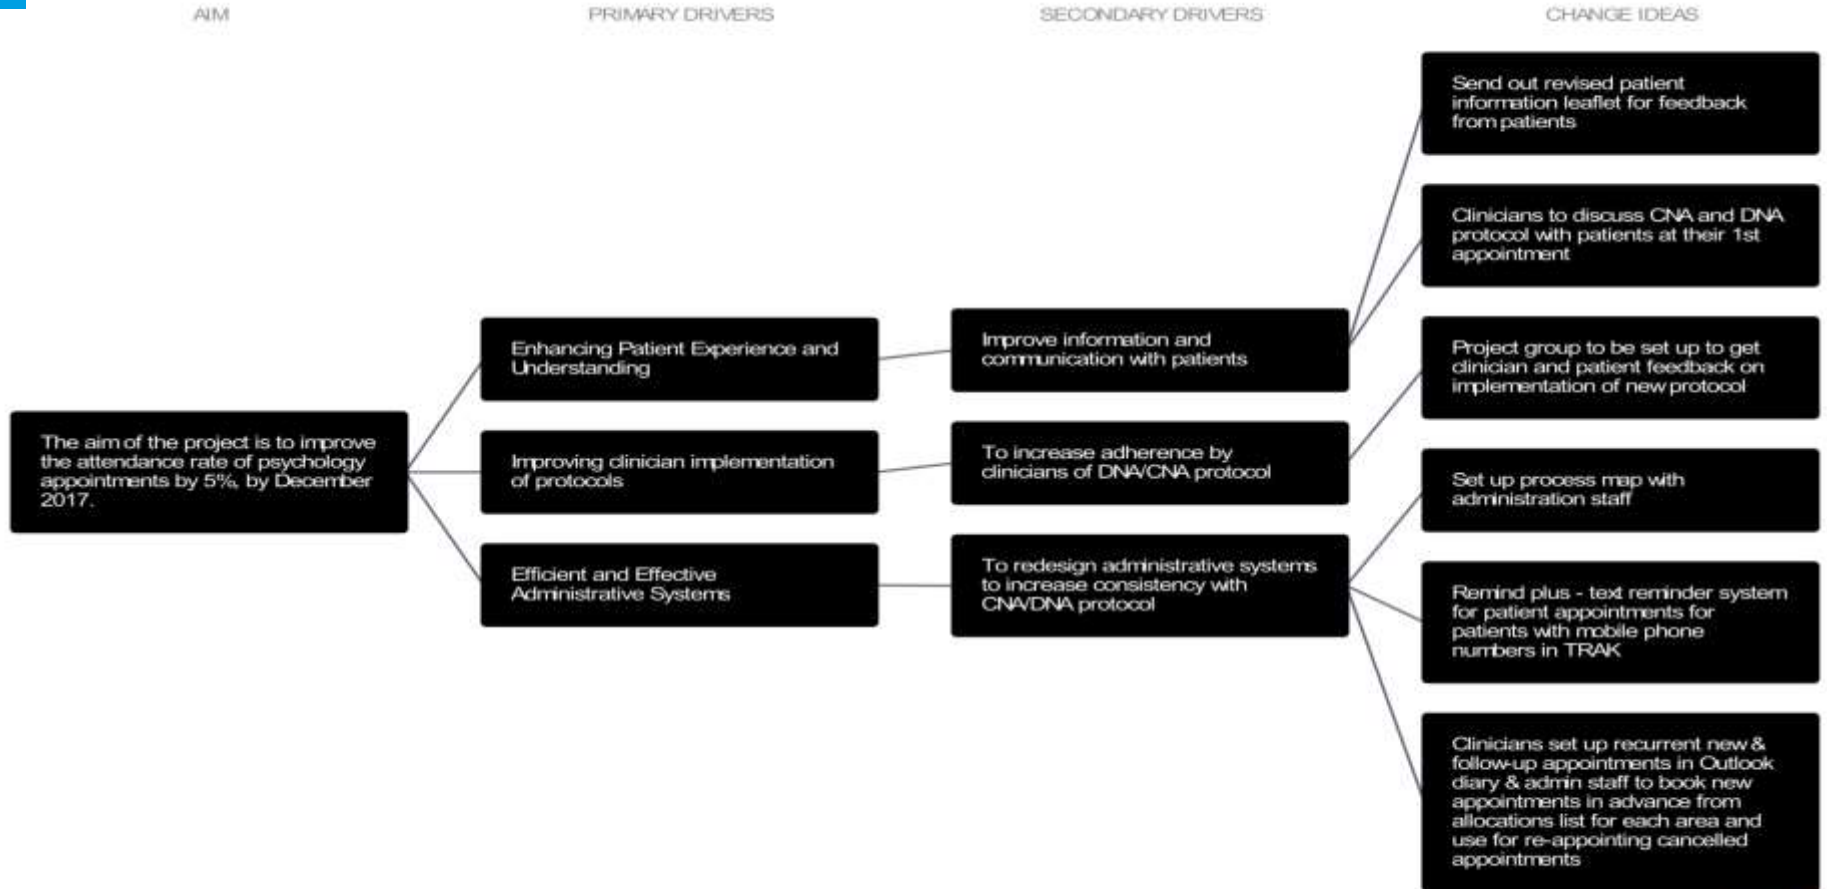 AIM
PRIMARY DRIVERS
SECONDARY DRIVERS
CHANGE IDEAS
The aim of the project is to improve
the attendance rate of psychology
appointments by 5%, by December
2017.
Enhancing Patient Experience and
Understanding
Improving clinician implementation
of protocols
Efficient and Effective
Administrative Systems
Improve information and
communication with patients
To increase adherence by
clinicians of DNA/CNA protocol
To redesign administrative systems
to increase consistency with
CNA/DNA protocol
Send out revised patient
information leaflet for feedback
from patients
Clinicians to discuss CNA and DNA
protocol with patients at their 1st
appointment
Project group to be set up to get
clinician and patient feedback on
implementation of new protocol
Set up process map with
administration staff
Remind plus - text reminder system
for patient appointments for
patients with mobile phone
numbers in TRAK
Clinicians set up recurrent new &
follow-up appointments in Outlook
diary & admin staff to book new
appointments in advance from
allocations list for each area and
use for re-appointing cancelled
appointments